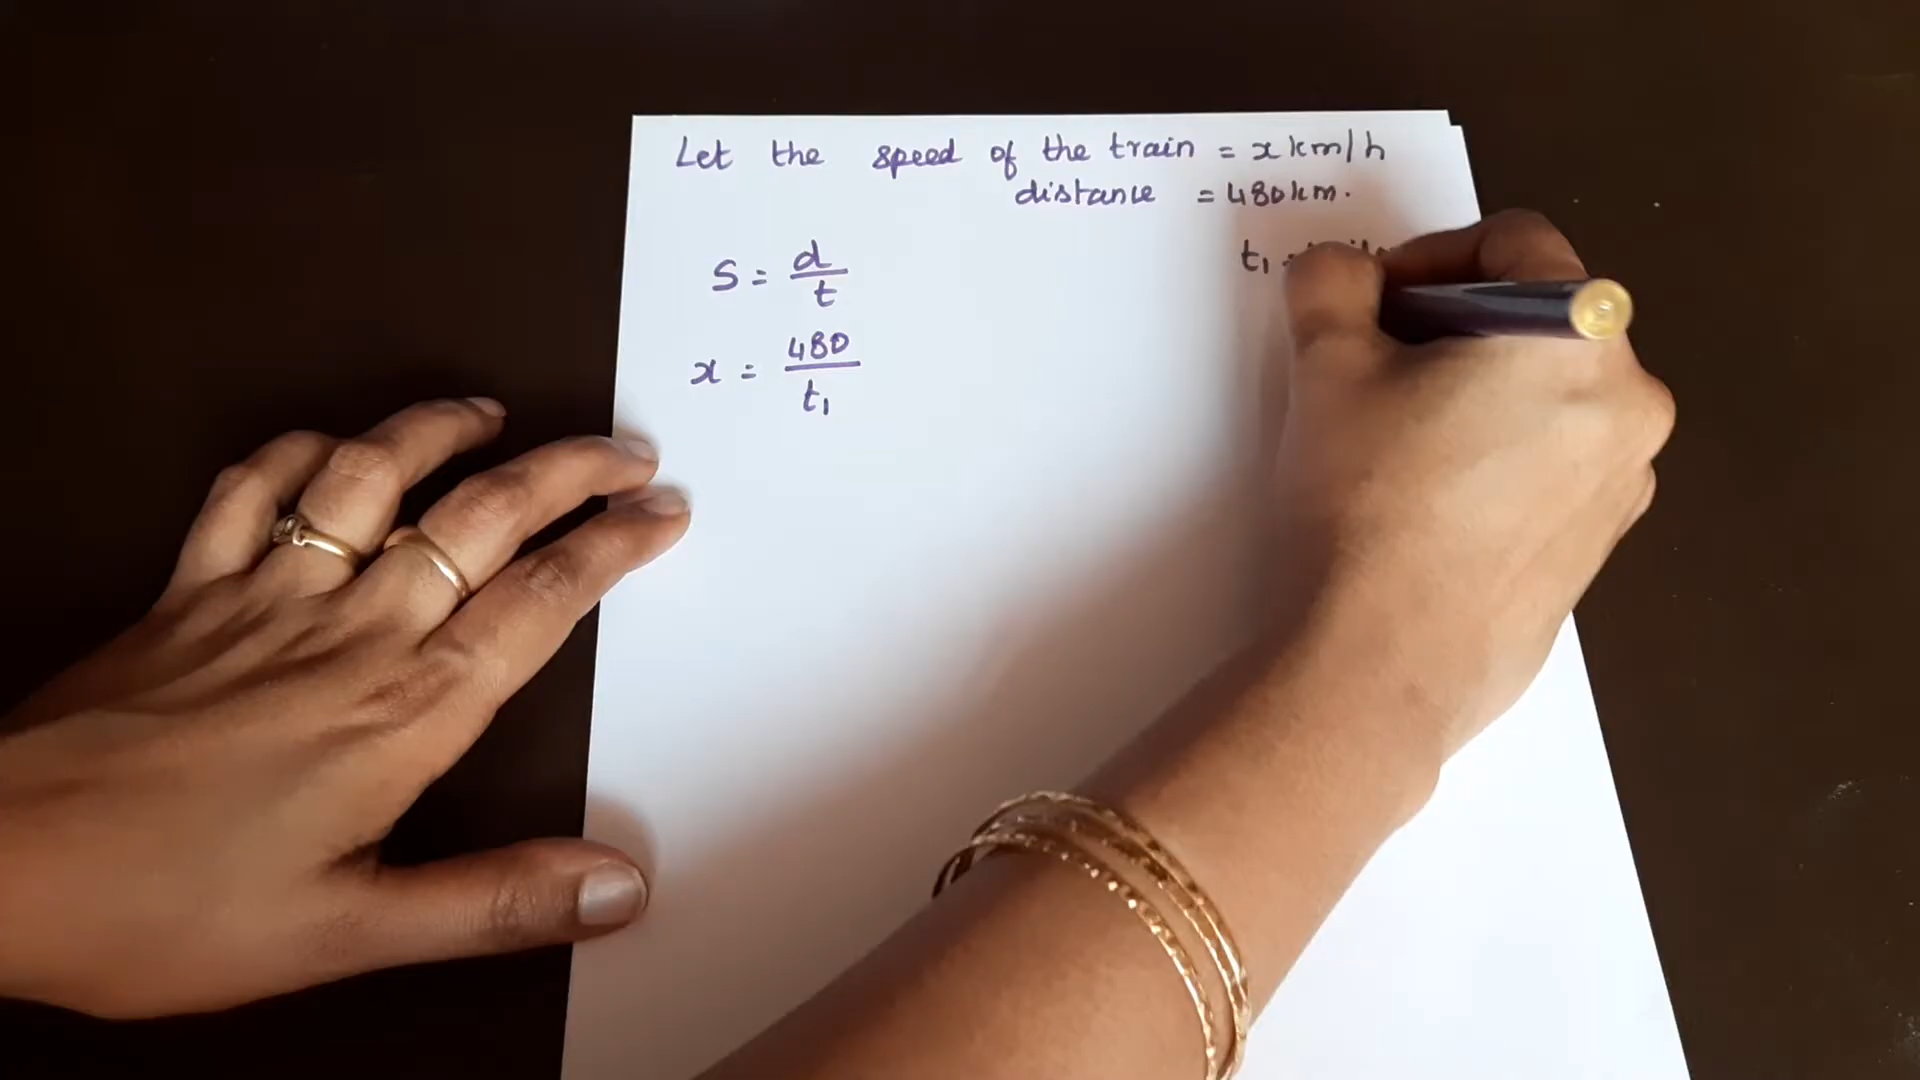 Let the speed of the train = x km/h
distance = 480km.
t₁ =
S = d/t
x = 480/t₁